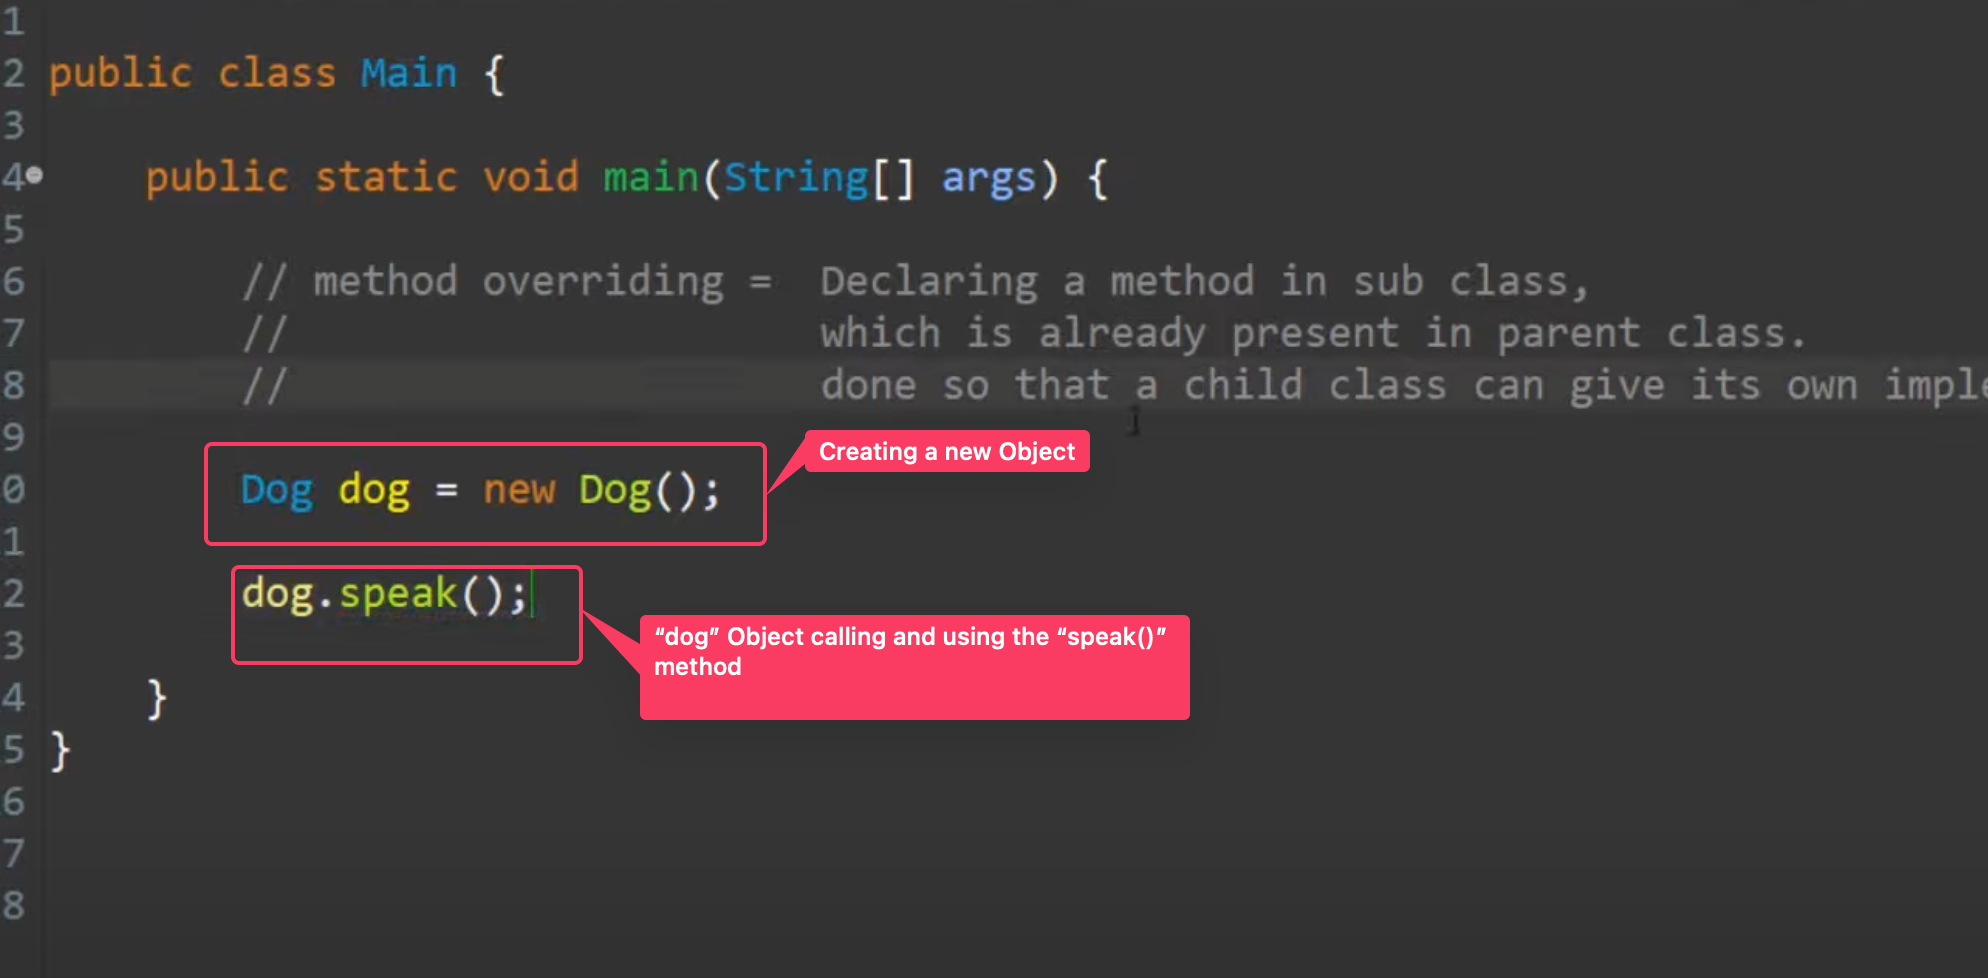 1
2 public class Main {
3
4 public static void main(String[] args) {
5
6 // method overriding = Declaring a method in sub class,
7 // which is already present in parent class.
8 // done so that a child class can give its own imple
9
Creating a new Object
0 Dog dog = new Dog();
1
2 dog.speak();
3
“dog” Object calling and using the “speak()”
method
4 }
5 }
6
7
8